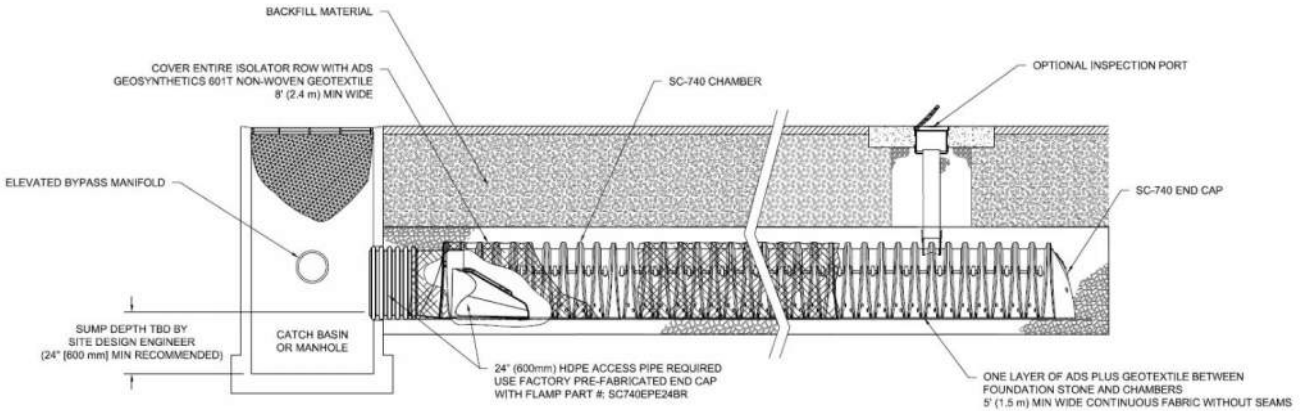 BACKFILL MATERIAL
COVER ENTIRE ISOLATOR ROW WITH ADS
GEOSYNTHETICS 601T NON-WOVEN GEOTEXTILE
8' (2.4 m) MIN WIDE
SC-740 CHAMBER
OPTIONAL INSPECTION PORT
ELEVATED BYPASS MANIFOLD
SC-740 END CAP
SUMP DEPTH TBD BY
SITE DESIGN ENGINEER
(24" [600 mm] MIN RECOMMENDED)
CATCH BASIN
OR MANHOLE
24" (600mm) HDPE ACCESS PIPE REQUIRED
USE FACTORY PRE-FABRICATED END CAP
WITH FLAMP PART #: SC740EPE24BR
ONE LAYER OF ADS PLUS GEOTEXTILE BETWEEN
FOUNDATION STONE AND CHAMBERS
5' (1.5 m) MIN WIDE CONTINUOUS FABRIC WITHOUT SEAMS